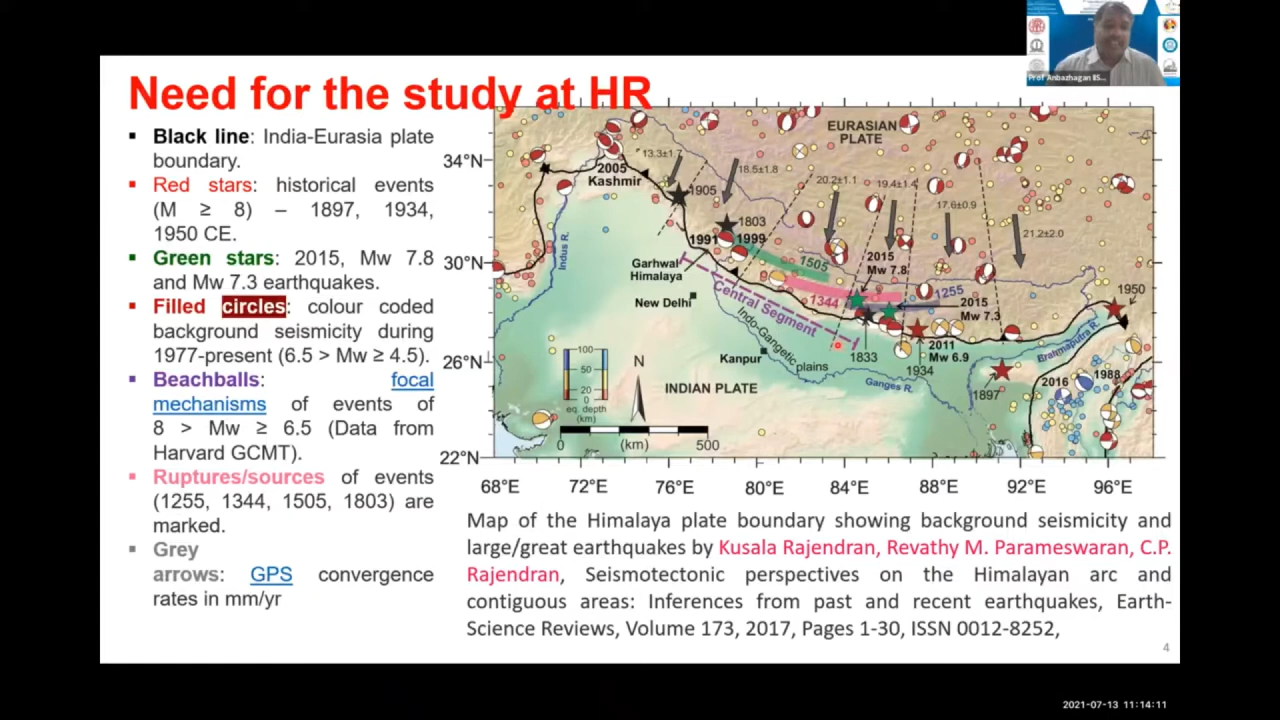 Prof Anbazhagan IIS...
Need for the study at HR
▪ Black line: India-Eurasia plate
boundary.
▪ Red stars: historical events
(M ≥ 8) – 1897, 1934,
1950 CE.
▪ Green stars: 2015, Mw 7.8
and Mw 7.3 earthquakes.
▪ Filled circles: colour coded
background seismicity during
1977-present (6.5 > Mw ≥ 4.5).
▪ Beachballs: focal
mechanisms of events of
8 > Mw ≥ 6.5 (Data from
Harvard GCMT).
▪ Ruptures/sources of events
(1255, 1344, 1505, 1803) are
marked.
▪ Grey
arrows: GPS convergence
rates in mm/yr
34°N
30°N
26°N
22°N
68°E 72°E 76°E 80°E 84°E 88°E 92°E 96°E
EURASIAN
PLATE
2005
Kashmir
13.3±1.7
18.5±1.8
20.2±1.1
19.4±1.4
17.6±0.9
21.2±2.0
1905
1803
1991
1999
1505
2015
Mw 7.8
Indus R.
Garhwal
Himalaya
1344
1255
1950
New Delhi
Central Segment
2015
Mw 7.3
Indo-Gangetic
plains
Brahmaputra R.
Kanpur
1833
2011
Mw 6.9
1934
100
50
20
0
eq. depth
(km)
N
INDIAN PLATE
Ganges R.
1897
2016
1988
0 (km) 500
Map of the Himalaya plate boundary showing background seismicity and
large/great earthquakes by Kusala Rajendran, Revathy M. Parameswaran, C.P.
Rajendran, Seismotectonic perspectives on the Himalayan arc and
contiguous areas: Inferences from past and recent earthquakes, Earth-
Science Reviews, Volume 173, 2017, Pages 1-30, ISSN 0012-8252,
4
2021-07-13 11:14:11